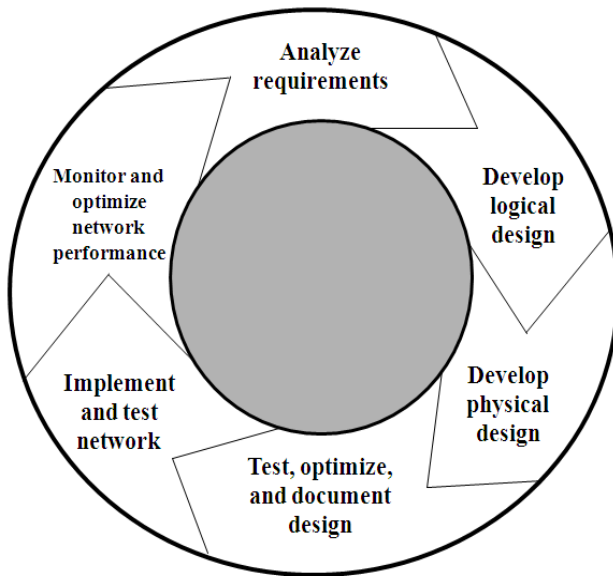 Analyze
requirements
Develop
logical
design
Develop
physical
design
Test, optimize,
and document
design
Implement
and test
network
Monitor and
optimize
network
performance